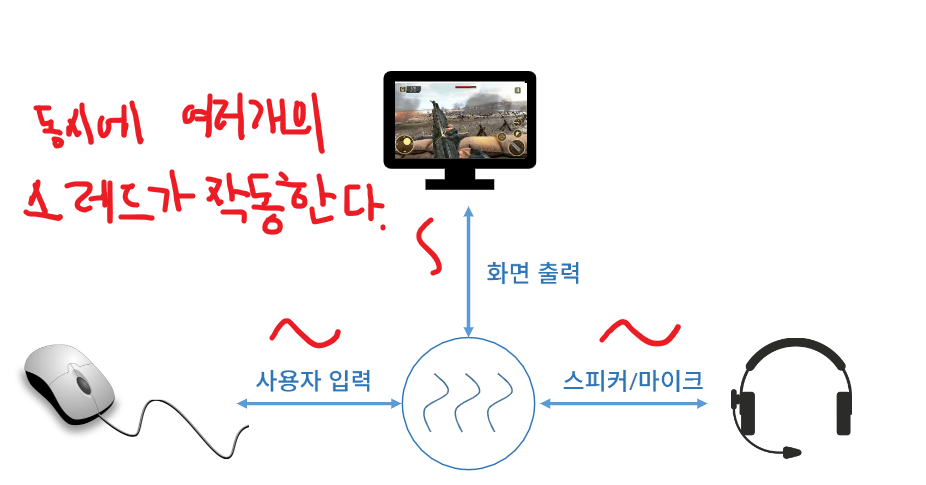 동시에 여러개의
스레드가 작동한다.
화면 출력
사용자 입력
스피커/마이크